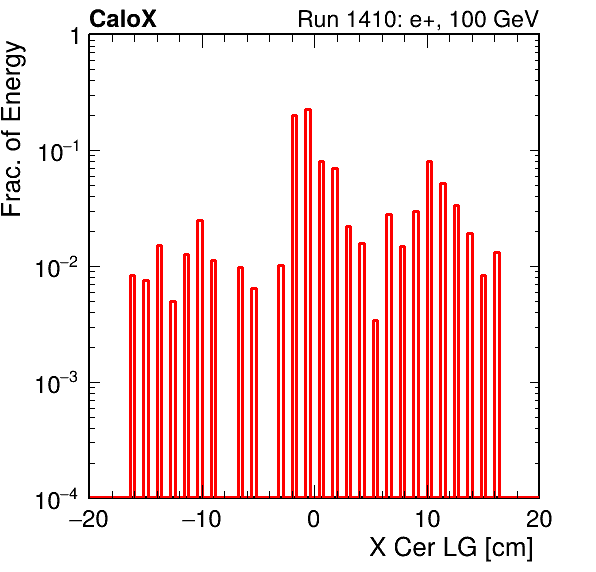 CaloX Run 1410: e+, 100 GeV
Frac. of Energy
1
10⁻¹
10⁻²
10⁻³
10⁻⁴
−20 −10 0 10 20
X Cer LG [cm]